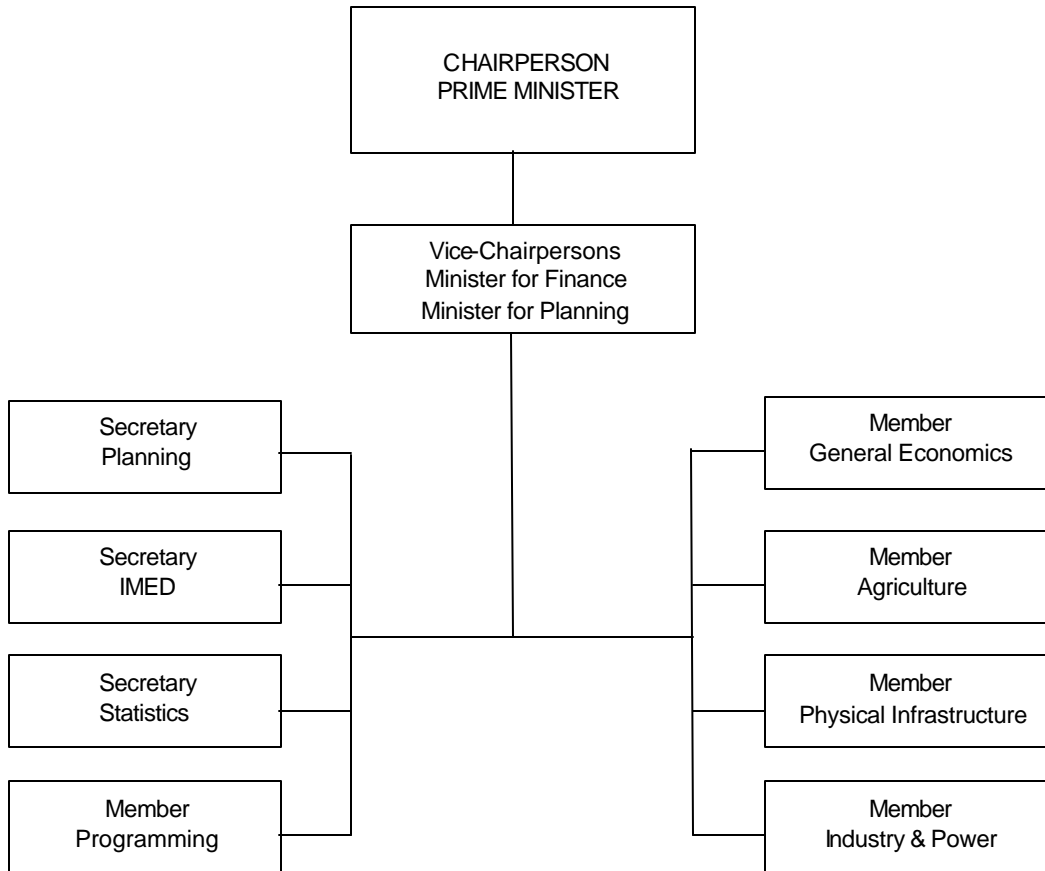 CHAIRPERSON
PRIME MINISTER
Vice-Chairpersons
Minister for Finance
Minister for Planning
Secretary
Planning
Secretary
IMED
Secretary
Statistics
Member
Programming
Member
General Economics
Member
Agriculture
Member
Physical Infrastructure
Member
Industry & Power